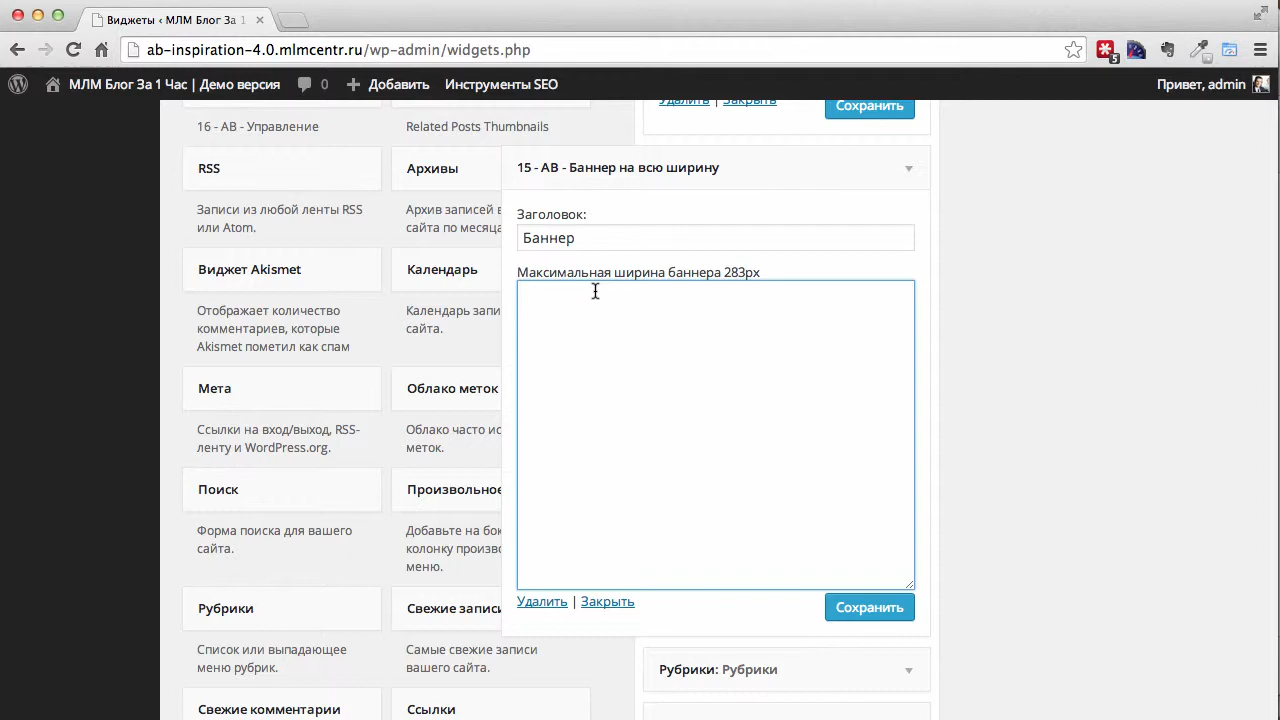 Виджеты ‹ МЛМ Блог За 1
ab-inspiration-4.0.mlmcentr.ru/wp-admin/widgets.php
5
МЛМ Блог За 1 Час | Демо версия
0
Добавить
Инструменты SEO
Привет, admin
16 - AB - Управление
Related Posts Thumbnails
RSS
Записи из любой ленты RSS
или Atom.
Архивы
Архив записей в
сайта по месяца
Виджет Akismet
Отображает количество
комментариев, которые
Akismet пометил как спам
Календарь
Календарь запи
сайта.
Мета
Ссылки на вход/выход, RSS-
ленту и WordPress.org.
Облако меток
Облако часто ис
меток.
Поиск
Форма поиска для вашего
сайта.
Произвольное
Добавьте на бок
колонку произво
меню.
Рубрики
Список или выпадающее
меню рубрик.
Свежие записи
Самые свежие записи
вашего сайта.
Свежие комментарии
Ссылки
Удалить | Закрыть
Сохранить
15 - AB - Баннер на всю ширину
Заголовок:
Баннер
Максимальная ширина баннера 283px
Удалить | Закрыть
Сохранить
Рубрики: Рубрики